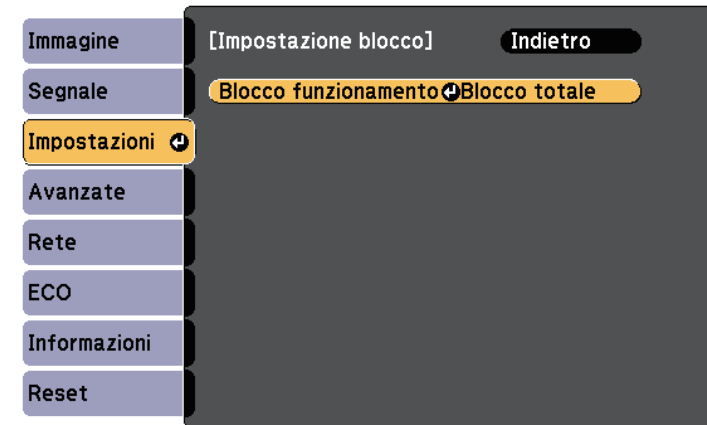 Immagine
Segnale
Impostazioni
Avanzate
Rete
ECO
Informazioni
Reset
[Impostazione blocco] Indietro
Blocco funzionamento Blocco totale